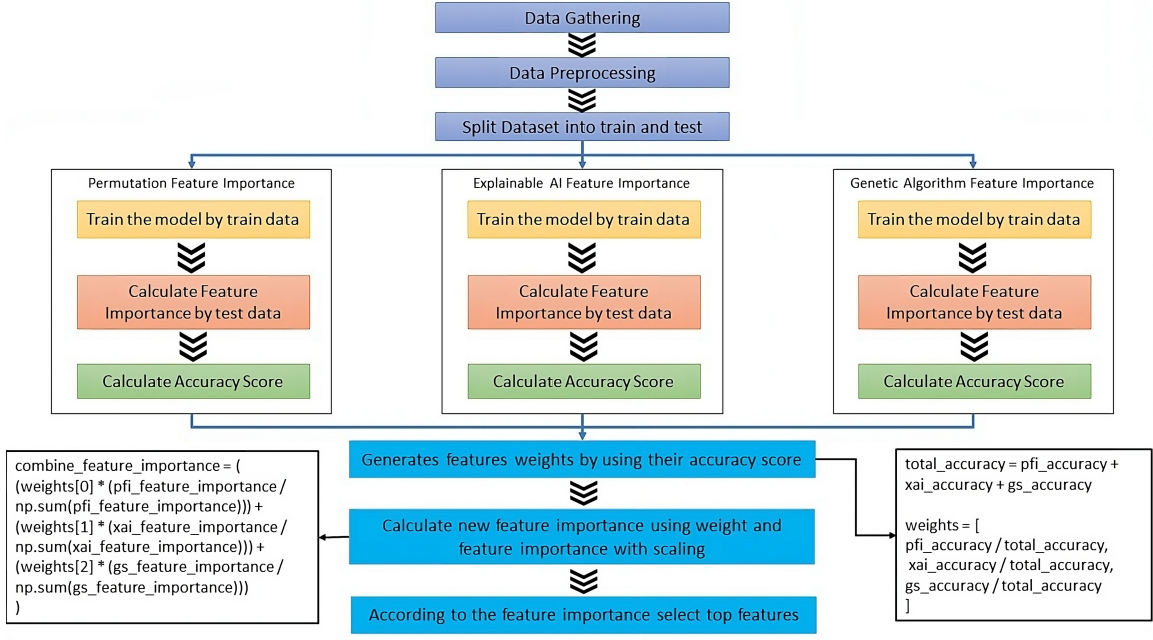 Data Gathering
Data Preprocessing
Split Dataset into train and test
Permutation Feature Importance
Train the model by train data
Calculate Feature
Importance by test data
Calculate Accuracy Score
Explainable AI Feature Importance
Train the model by train data
Calculate Feature
Importance by test data
Calculate Accuracy Score
Genetic Algorithm Feature Importance
Train the model by train data
Calculate Feature
Importance by test data
Calculate Accuracy Score
Generates features weights by using their accuracy score
Calculate new feature importance using weight and
feature importance with scaling
According to the feature importance select top features
combine_feature_importance = (
(weights[0] * (pfi_feature_importance /
np.sum(pfi_feature_importance))) +
(weights[1] * (xai_feature_importance /
np.sum(xai_feature_importance))) +
(weights[2] * (gs_feature_importance /
np.sum(gs_feature_importance)))
)
total_accuracy = pfi_accuracy +
xai_accuracy + gs_accuracy
weights = [
pfi_accuracy / total_accuracy,
xai_accuracy / total_accuracy,
gs_accuracy / total_accuracy
]